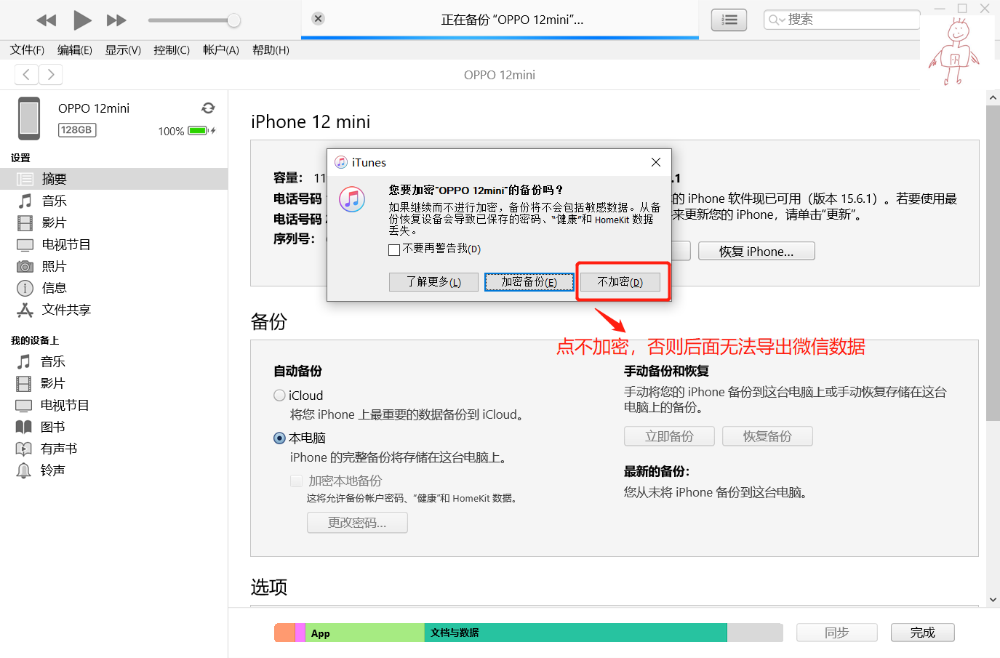 正在备份 “OPPO 12mini”...
搜索
文件(F) 编辑(E) 显示(V) 控制(C) 帐户(A) 帮助(H)
OPPO 12mini
OPPO 12mini
128GB
100%
设置
摘要
音乐
影片
电视节目
照片
信息
文件共享
我的设备上
音乐
影片
电视节目
图书
有声书
铃声
iPhone 12 mini
容量： 11
电话号码
电话号码
序列号：
.1
的 iPhone 软件现已可用（版本 15.6.1）。若要使用最
来更新您的 iPhone，请单击“更新”。
恢复 iPhone...
iTunes
您要加密“OPPO 12mini”的备份吗？
如果继续而不进行加密，备份将不会包括敏感数据。从备
份恢复设备会导致已保存的密码、“健康”和 HomeKit 数据
丢失。
不要再警告我(D)
了解更多(L) 加密备份(E) 不加密(D)
点不加密，否则后面无法导出微信数据
备份
自动备份
iCloud
将您 iPhone 上最重要的数据备份到 iCloud。
本电脑
iPhone 的完整备份将存储在这台电脑上。
加密本地备份
这将允许备份帐户密码、“健康”和 HomeKit 数据。
更改密码...
手动备份和恢复
手动将您的 iPhone 备份到这台电脑上或手动恢复存储在这台
电脑上的备份。
立即备份 恢复备份
最新的备份：
您从未将 iPhone 备份到这台电脑。
选项
App 文档与数据
同步 完成